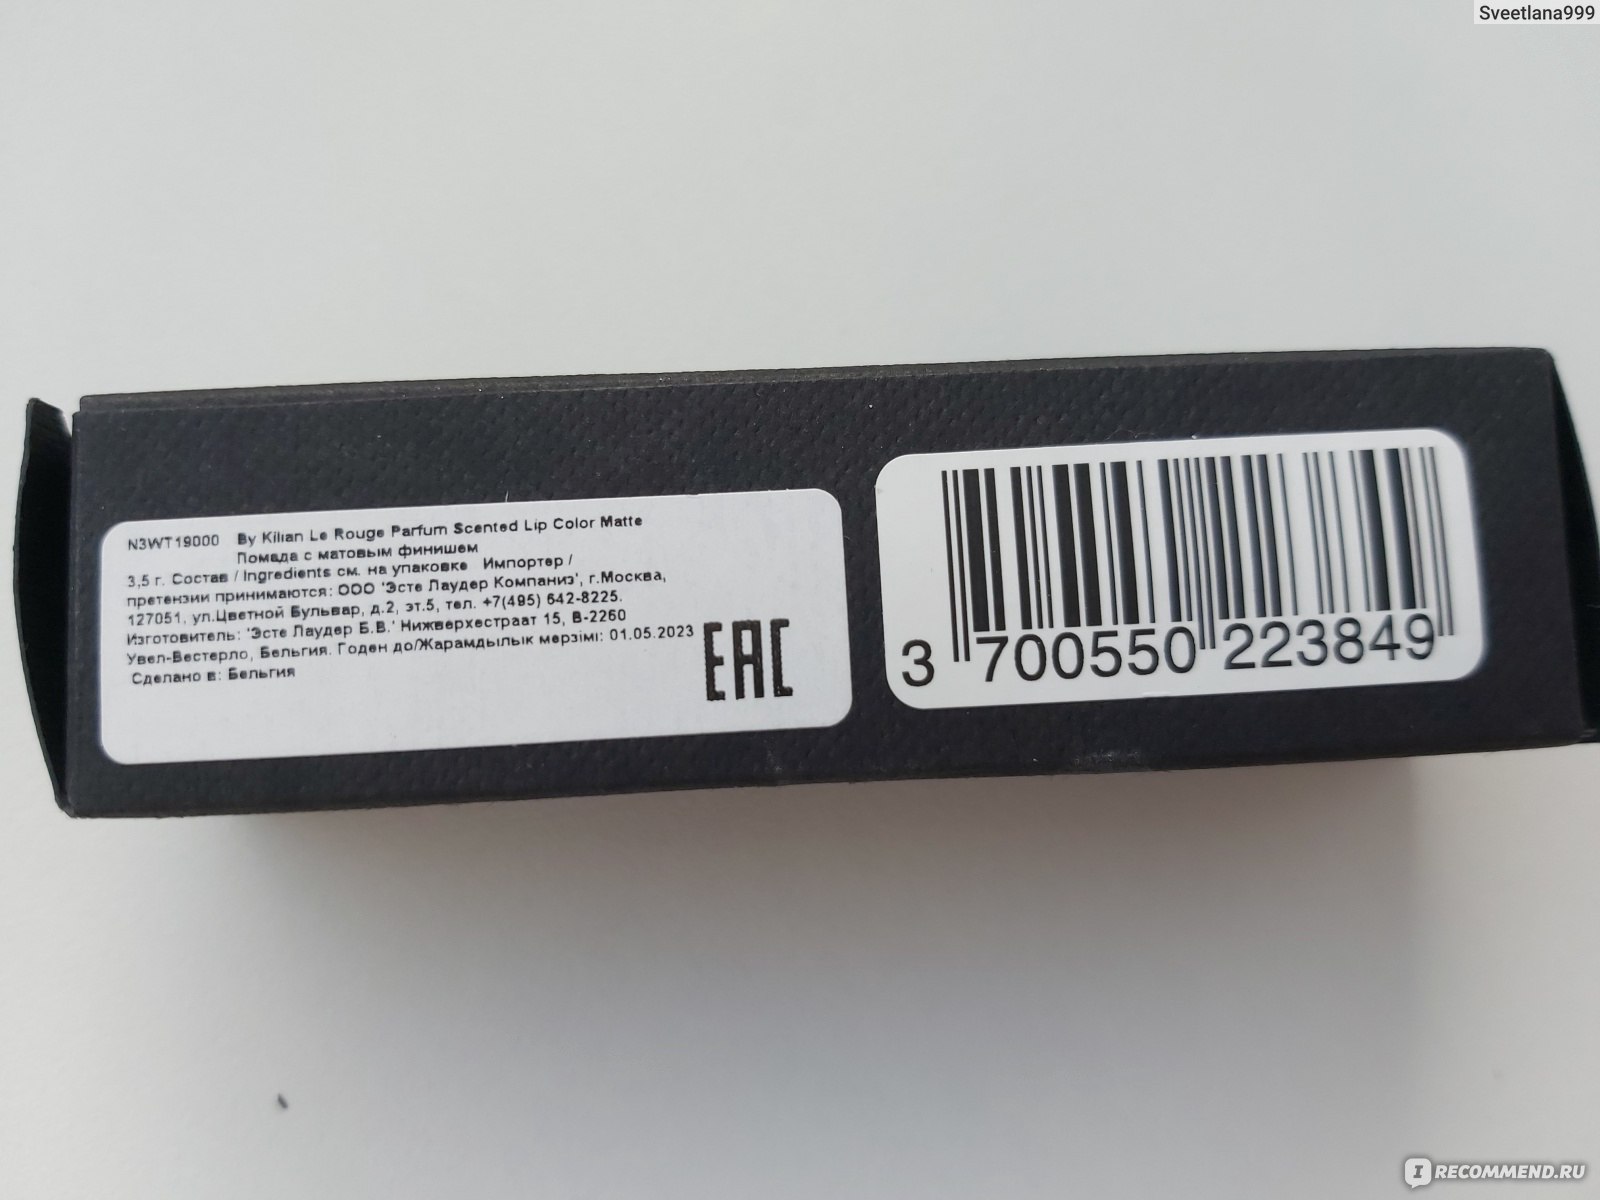 Sveetlana999
N3WT19000 By Kilian Le Rouge Parfum Scented Lip Color Matte
Помада с матовым финишем
3,5 г. Состав / Ingredients см. на упаковке Импортер /
претензии принимаются: ООО 'Эсте Лаудер Компаниз', г.Москва,
127051, ул.Цветной Бульвар, д.2, эт.5, тел. +7(495) 642-8225.
Изготовитель: 'Эсте Лаудер Б.В.' Нижверхестраат 15, В-2260
Увел-Вестерло, Бельгия. Годен до/Жарамдылык мерзімі: 01.05.2023
Сделано в: Бельгия
EAC
3 700550 223849
IRECOMMEND.RU